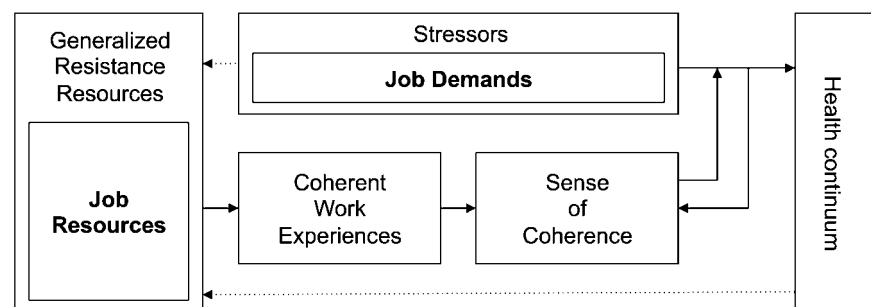 Generalized
Resistance
Resources
Job
Resources
Stressors
Job Demands
Coherent
Work
Experiences
Sense
of
Coherence
Health continuum